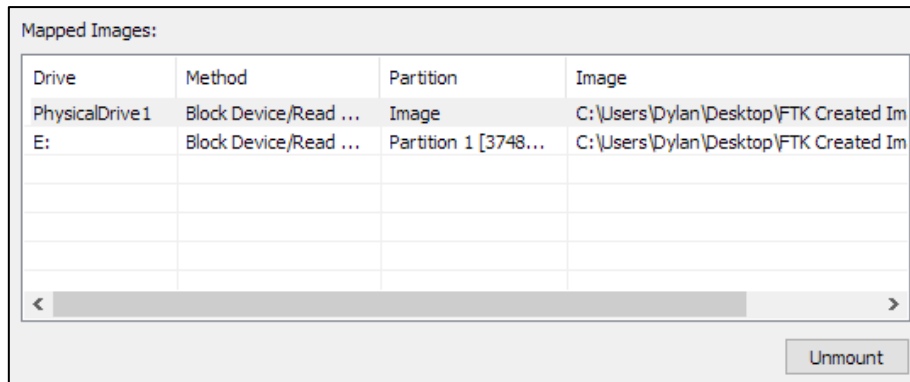 Mapped Images:
Drive Method Partition Image
PhysicalDrive1 Block Device/Read ... Image C:\Users\Dylan\Desktop\FTK Created Im
E: Block Device/Read ... Partition 1 [3748... C:\Users\Dylan\Desktop\FTK Created Im
Unmount